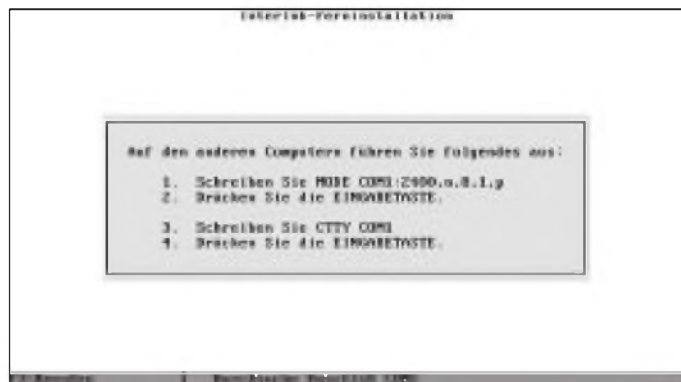 Interlnk-Ferninstallation
Auf den anderen Computern führen Sie folgendes aus:
1. Schreiben Sie MODE COM1:2400,n,8,1,p
2. Drücken Sie die EINGABETASTE.
3. Schreiben Sie CTTY COM1
4. Drücken Sie die EINGABETASTE.